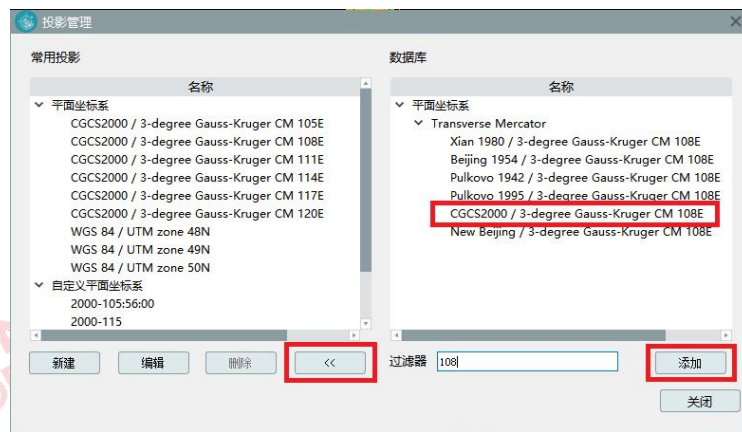 投影管理
常用投影
名称
平面坐标系
CGCS2000 / 3-degree Gauss-Kruger CM 105E
CGCS2000 / 3-degree Gauss-Kruger CM 108E
CGCS2000 / 3-degree Gauss-Kruger CM 111E
CGCS2000 / 3-degree Gauss-Kruger CM 114E
CGCS2000 / 3-degree Gauss-Kruger CM 117E
CGCS2000 / 3-degree Gauss-Kruger CM 120E
WGS 84 / UTM zone 48N
WGS 84 / UTM zone 49N
WGS 84 / UTM zone 50N
自定义平面坐标系
2000-105:56:00
2000-115
新建 编辑 删除 <<
数据库
名称
平面坐标系
Transverse Mercator
Xian 1980 / 3-degree Gauss-Kruger CM 108E
Beijing 1954 / 3-degree Gauss-Kruger CM 108E
Pulkovo 1942 / 3-degree Gauss-Kruger CM 108E
Pulkovo 1995 / 3-degree Gauss-Kruger CM 108E
CGCS2000 / 3-degree Gauss-Kruger CM 108E
New Beijing / 3-degree Gauss-Kruger CM 108E
过滤器 108 添加
关闭